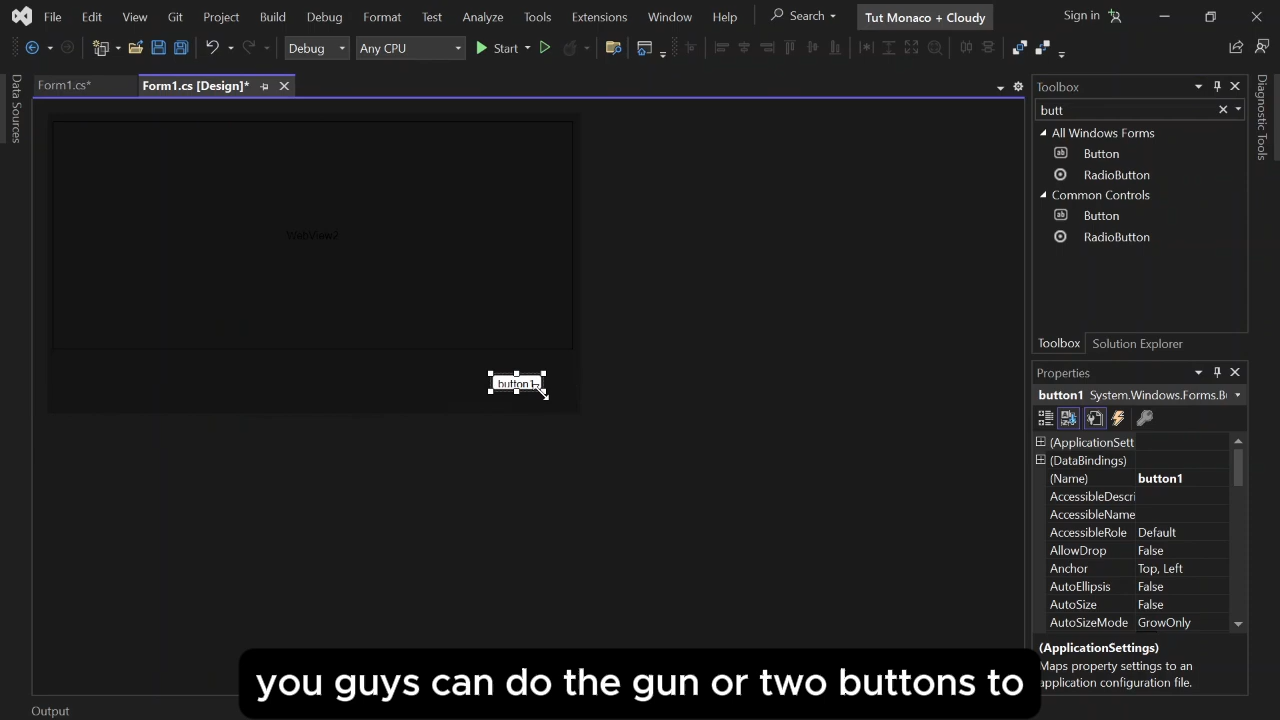 File Edit View Git Project Build Debug Format Test Analyze Tools Extensions Window Help Search Tut Monaco + Cloudy Sign in
Debug Any CPU Start
Data Sources
Form1.cs* Form1.cs [Design]*
WebView2
button1
Toolbox
butt
All Windows Forms
Button
RadioButton
Common Controls
Button
RadioButton
Toolbox Solution Explorer
Diagnostic Tools
Properties
button1 System.Windows.Forms.Bu
(ApplicationSett
(DataBindings)
(Name) button1
AccessibleDescri
AccessibleName
AccessibleRole Default
AllowDrop False
Anchor Top, Left
AutoEllipsis False
AutoSize False
AutoSizeMode GrowOnly
(ApplicationSettings)
Maps property settings to an
application configuration file.
you guys can do the gun or two buttons to
Output